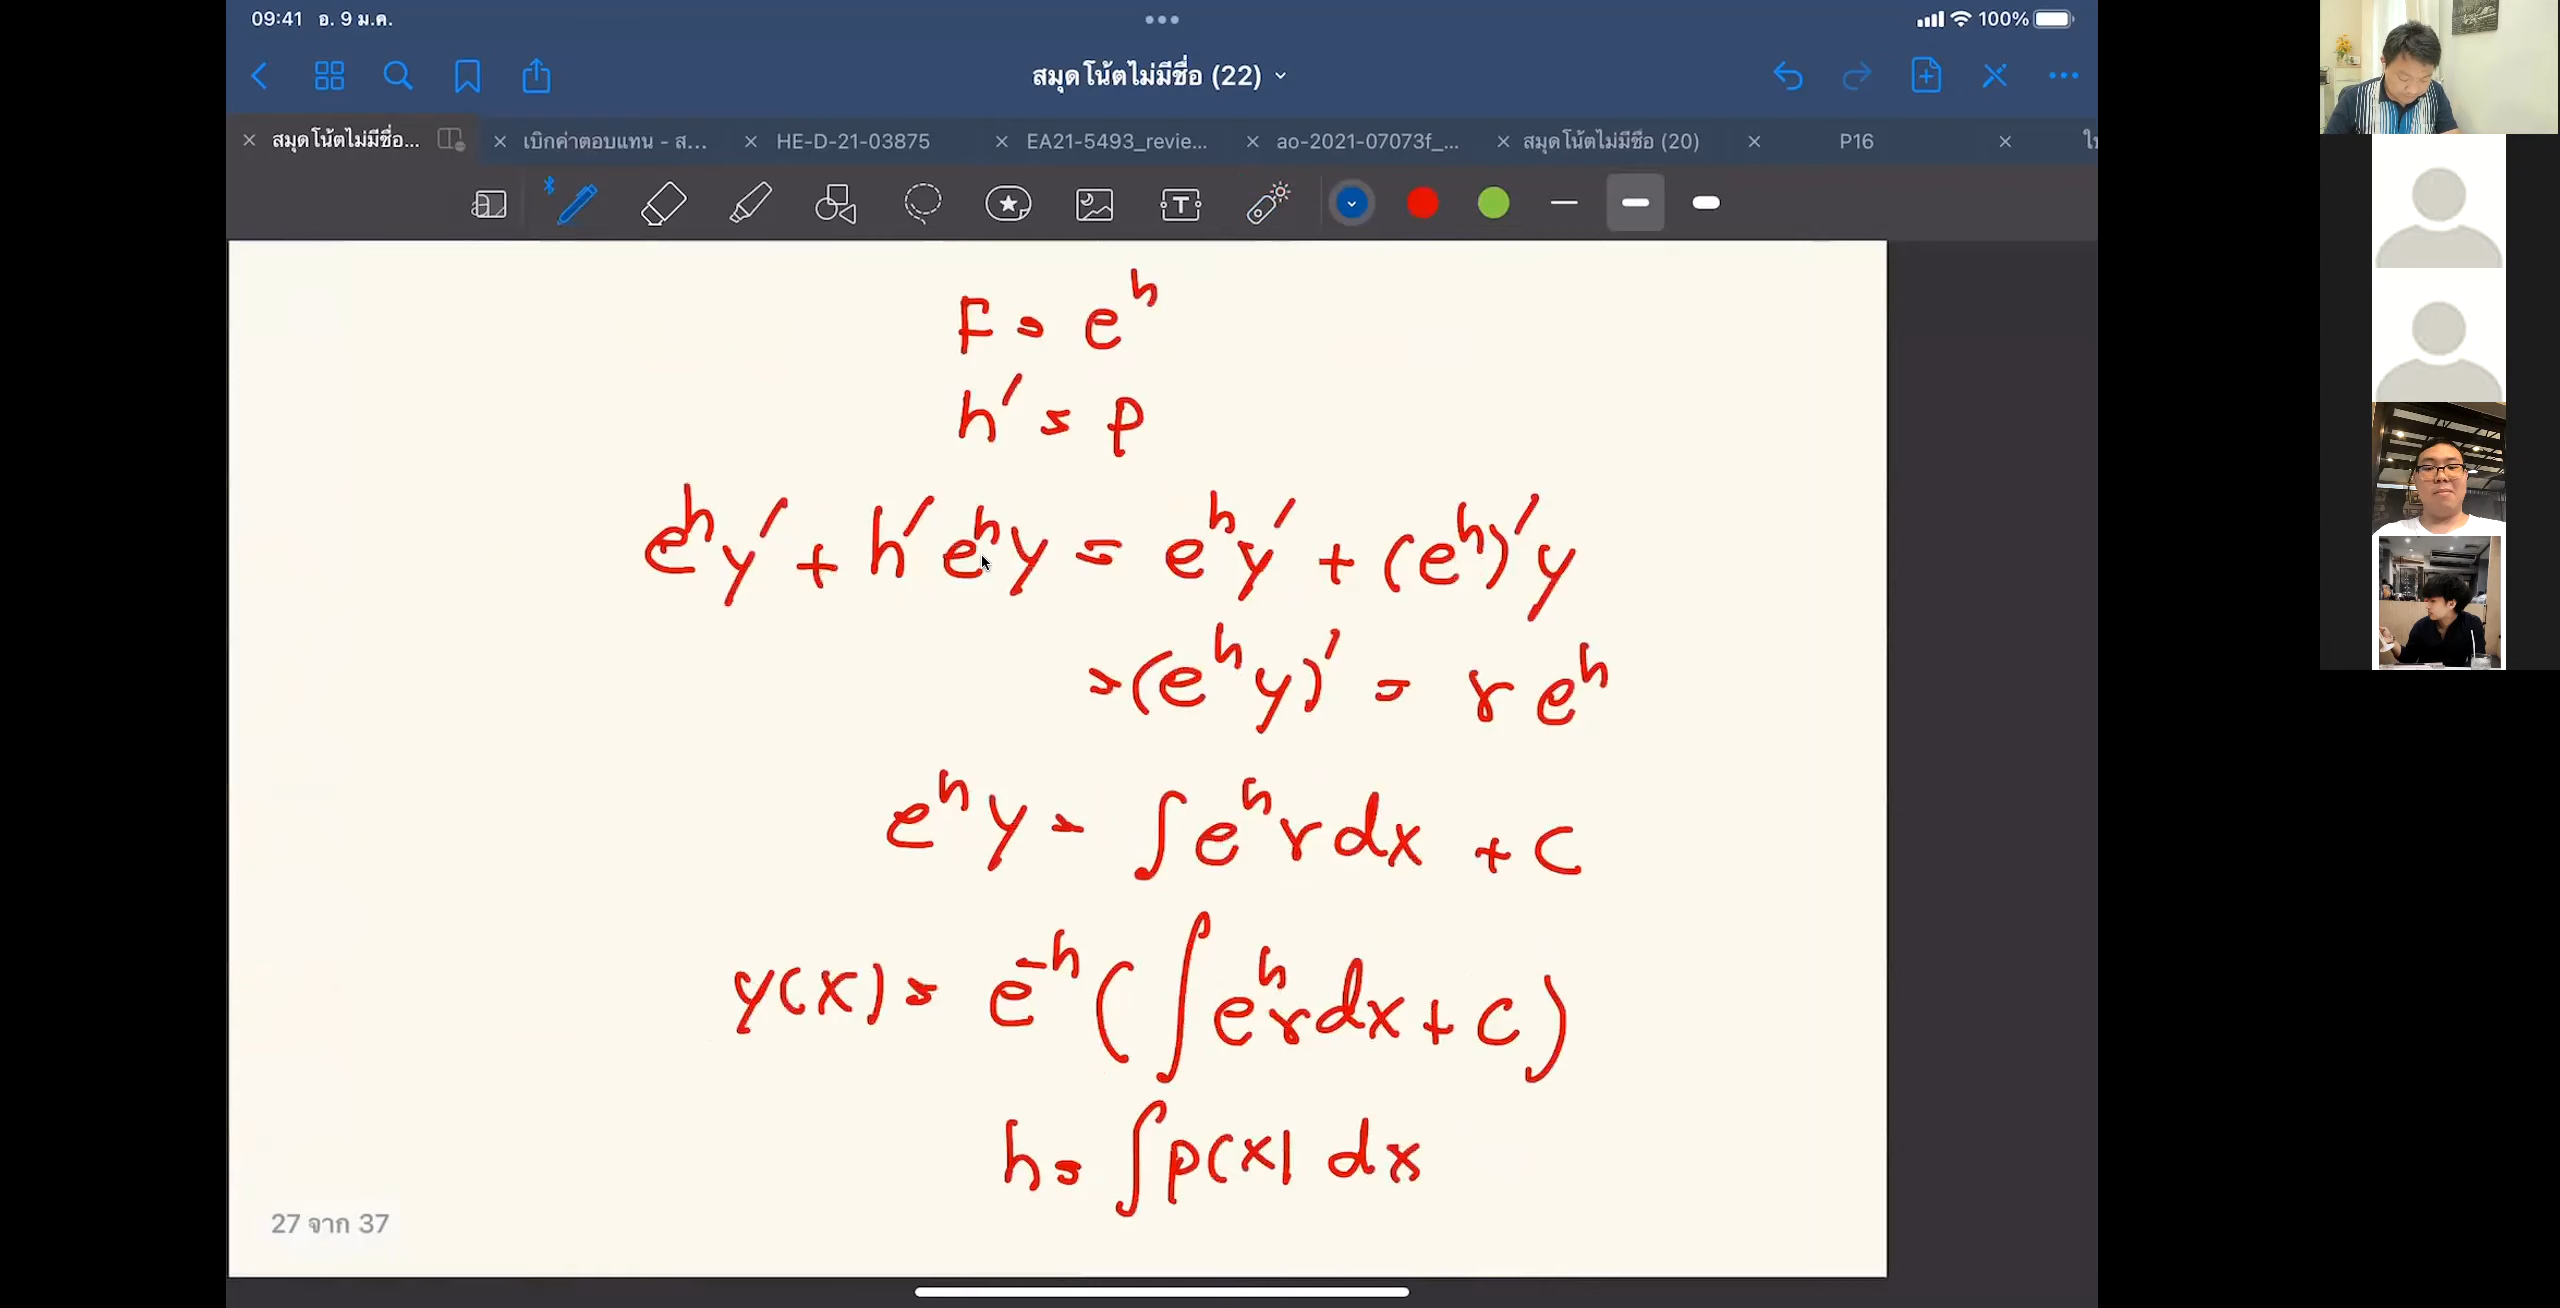 09:41 อ. 9 ม.ค.
100%
สมุดโน้ตไม่มีชื่อ (22)
สมุดโน้ตไม่มีชื่อ...
เบิกค่าตอบแทน - ส...
HE-D-21-03875
EA21-5493_revie...
ao-2021-07073f_...
สมุดโน้ตไม่มีชื่อ (20)
P16
F = e^h
h' = p
e^h y' + h' e^h y = e^h y' + (e^h)' y
= (e^h y)' = r e^h
e^h y = ∫ e^h r dx + c
y(x) = e^-h ( ∫ e^h r dx + c )
h = ∫ p(x) dx
27 จาก 37